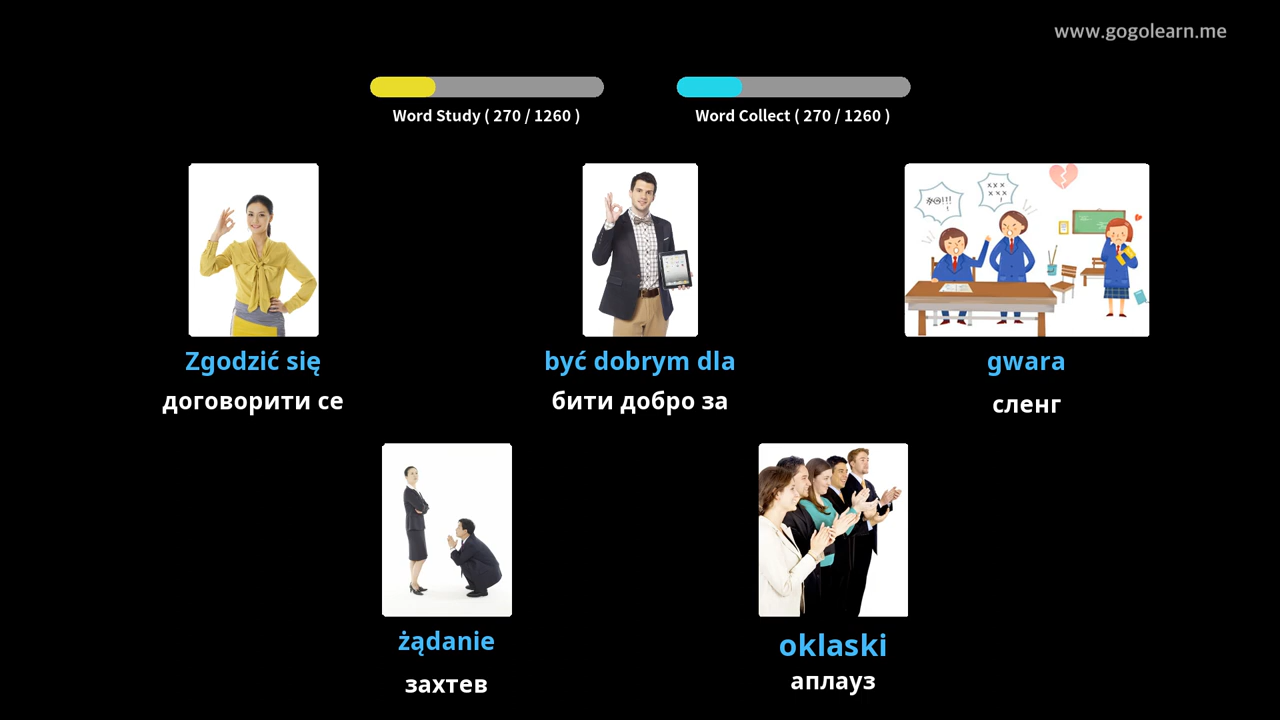 www.gogolearn.me
Word Study ( 270 / 1260 )
Word Collect ( 270 / 1260 )
Zgodzić się
договорити се
być dobrym dla
бити добро за
gwara
сленг
żądanie
захтев
oklaski
аплауз